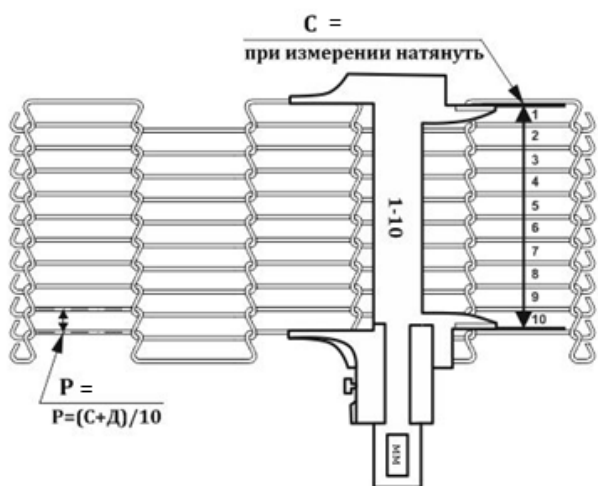 С =
при измерении натянуть
1
2
3
4
5
6
7
8
9
10
1-10
Р =
Р=(С+Д)/10
ММ